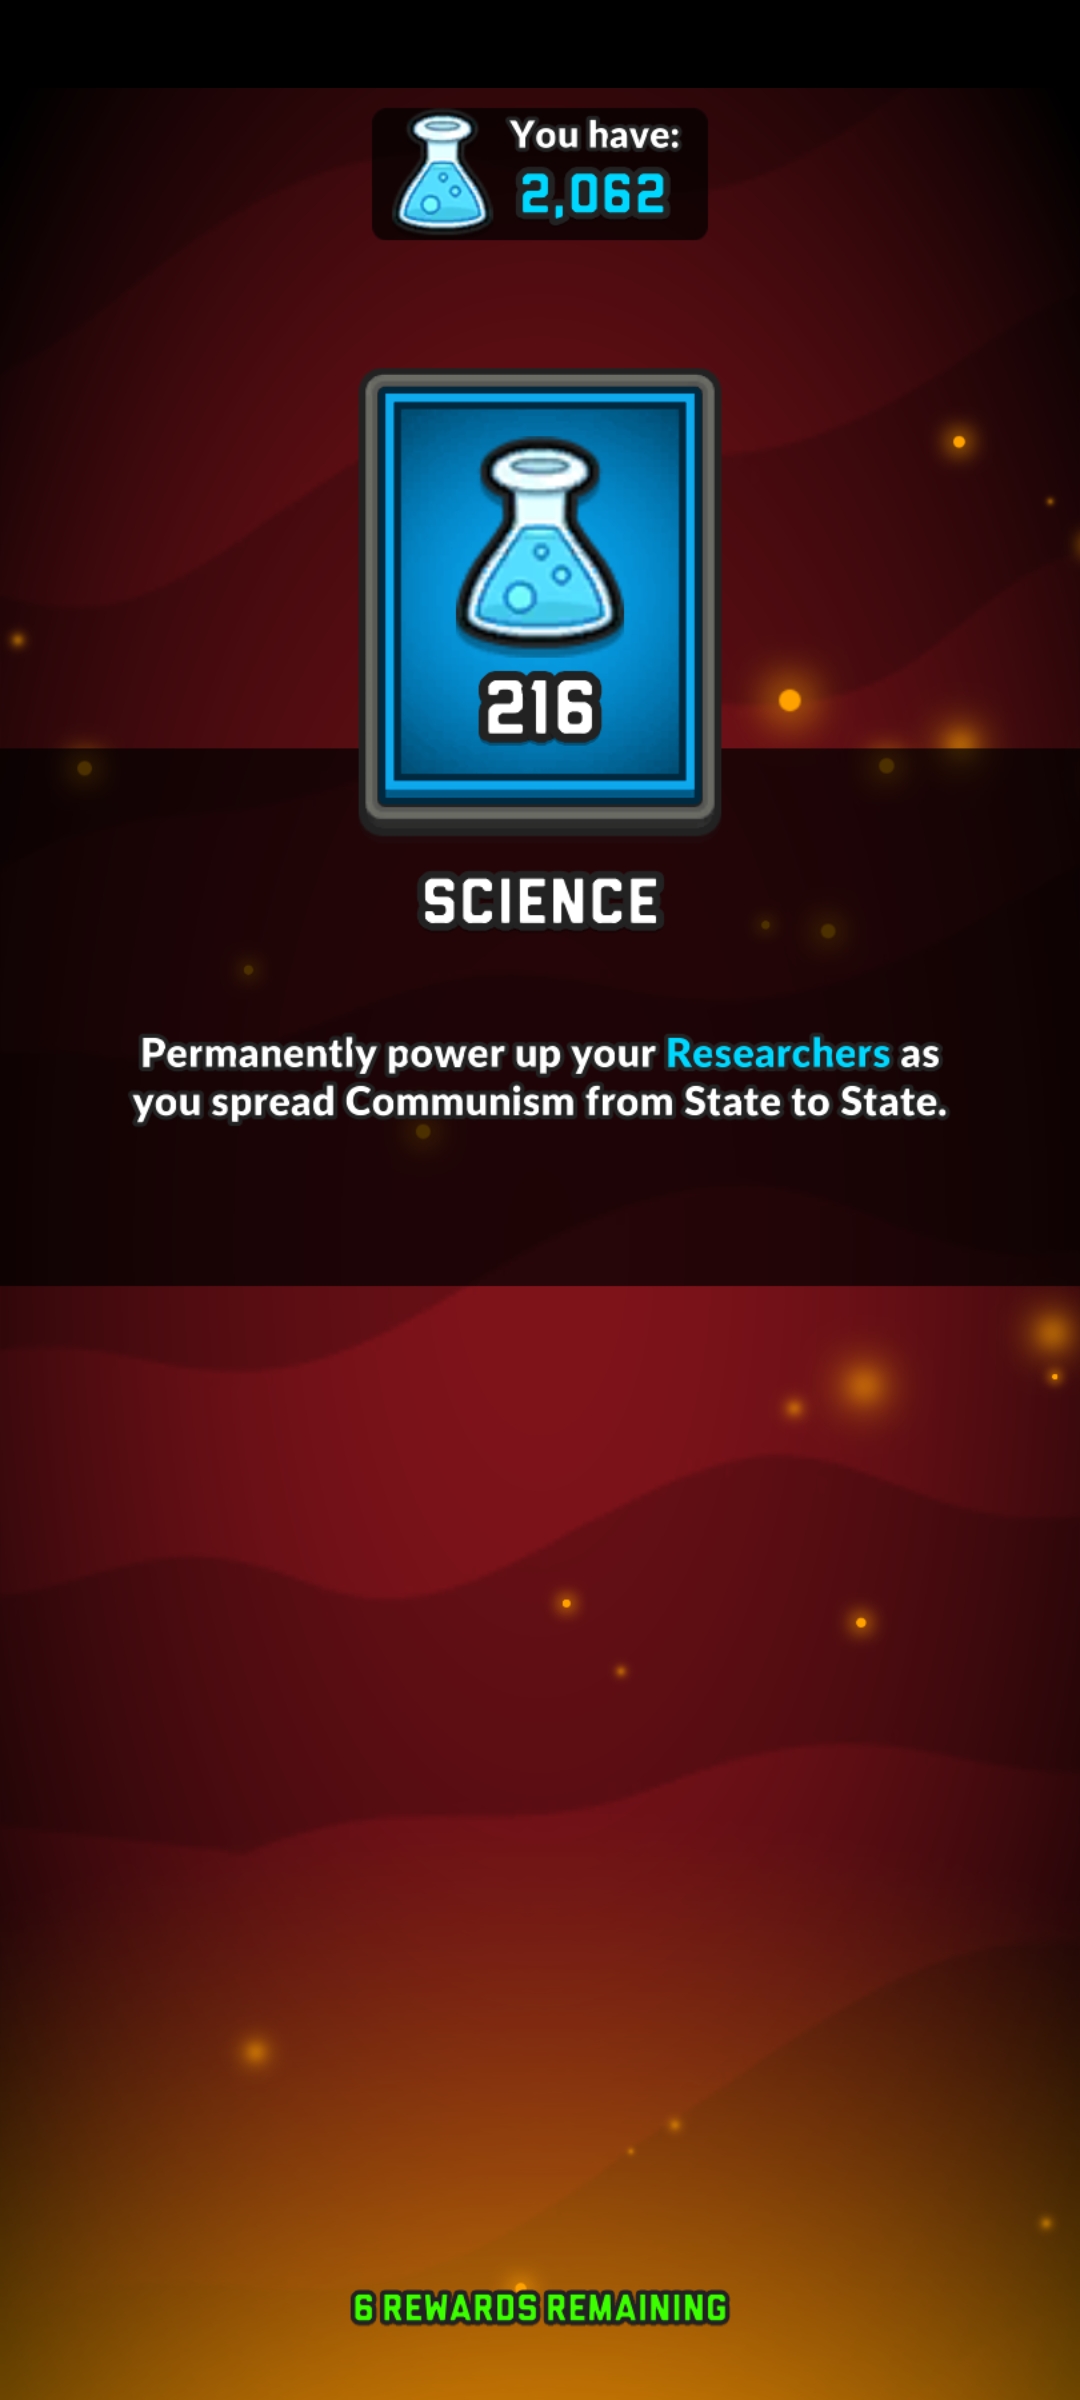 You have:
2,062
216
SCIENCE
Permanently power up your Researchers as
you spread Communism from State to State.
6 REWARDS REMAINING